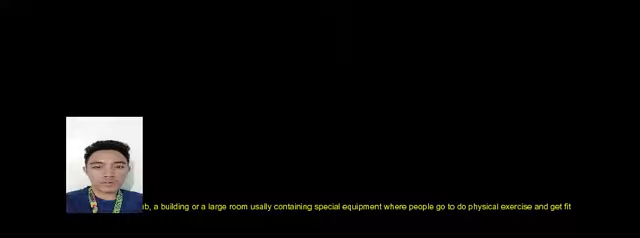 , a building or a large room usally containing special equipment where people go to do physical exercise and get fit